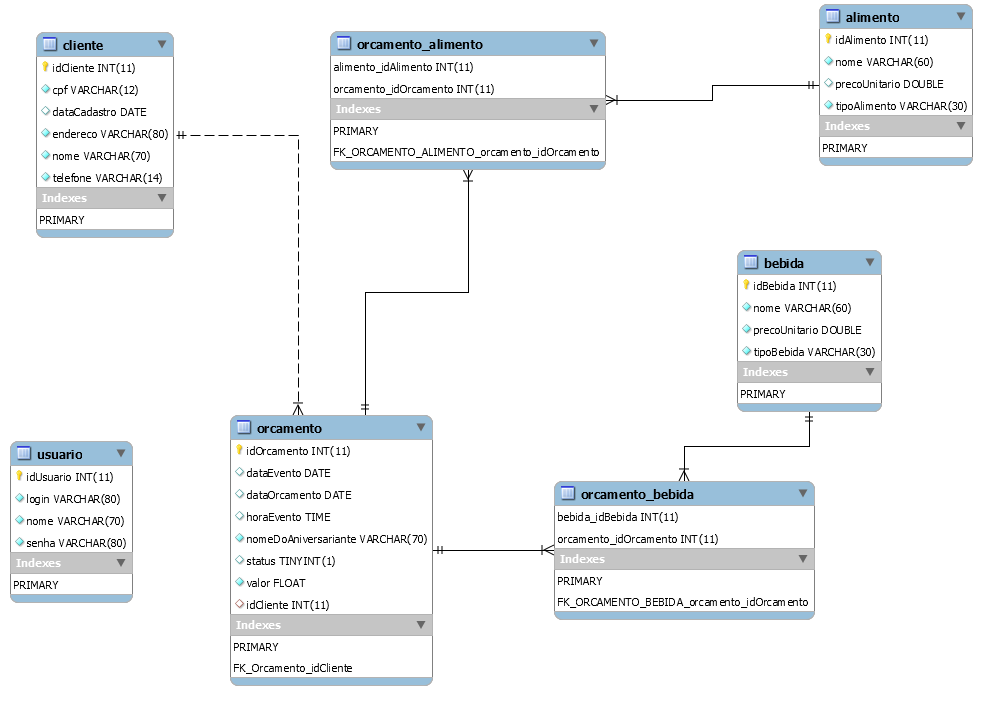 cliente
idCliente INT(11)
cpf VARCHAR(12)
dataCadastro DATE
endereco VARCHAR(80)
nome VARCHAR(70)
telefone VARCHAR(14)
Indexes
PRIMARY
orcamento_alimento
alimento_idAlimento INT(11)
orcamento_idOrcamento INT(11)
Indexes
PRIMARY
FK_ORCAMENTO_ALIMENTO_orcamento_idOrcamento
alimento
idAlimento INT(11)
nome VARCHAR(60)
precoUnitario DOUBLE
tipoAlimento VARCHAR(30)
Indexes
PRIMARY
bebida
idBebida INT(11)
nome VARCHAR(60)
precoUnitario DOUBLE
tipoBebida VARCHAR(30)
Indexes
PRIMARY
usuario
idUsuario INT(11)
login VARCHAR(80)
nome VARCHAR(70)
senha VARCHAR(80)
Indexes
PRIMARY
orcamento
idOrcamento INT(11)
dataEvento DATE
dataOrcamento DATE
horaEvento TIME
nomeDoAniversariante VARCHAR(70)
status TINYINT(1)
valor FLOAT
idCliente INT(11)
Indexes
PRIMARY
FK_Orcamento_idCliente
orcamento_bebida
bebida_idBebida INT(11)
orcamento_idOrcamento INT(11)
Indexes
PRIMARY
FK_ORCAMENTO_BEBIDA_orcamento_idOrcamento